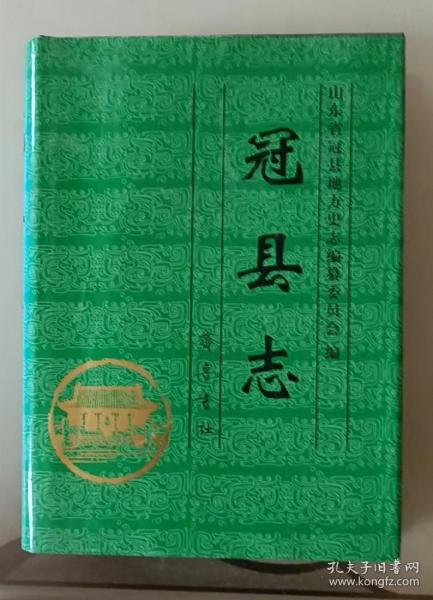 山东省冠县地方史志编纂委员会 编
冠县志
齐鲁书社
孔夫子旧书网
www.kongfz.com